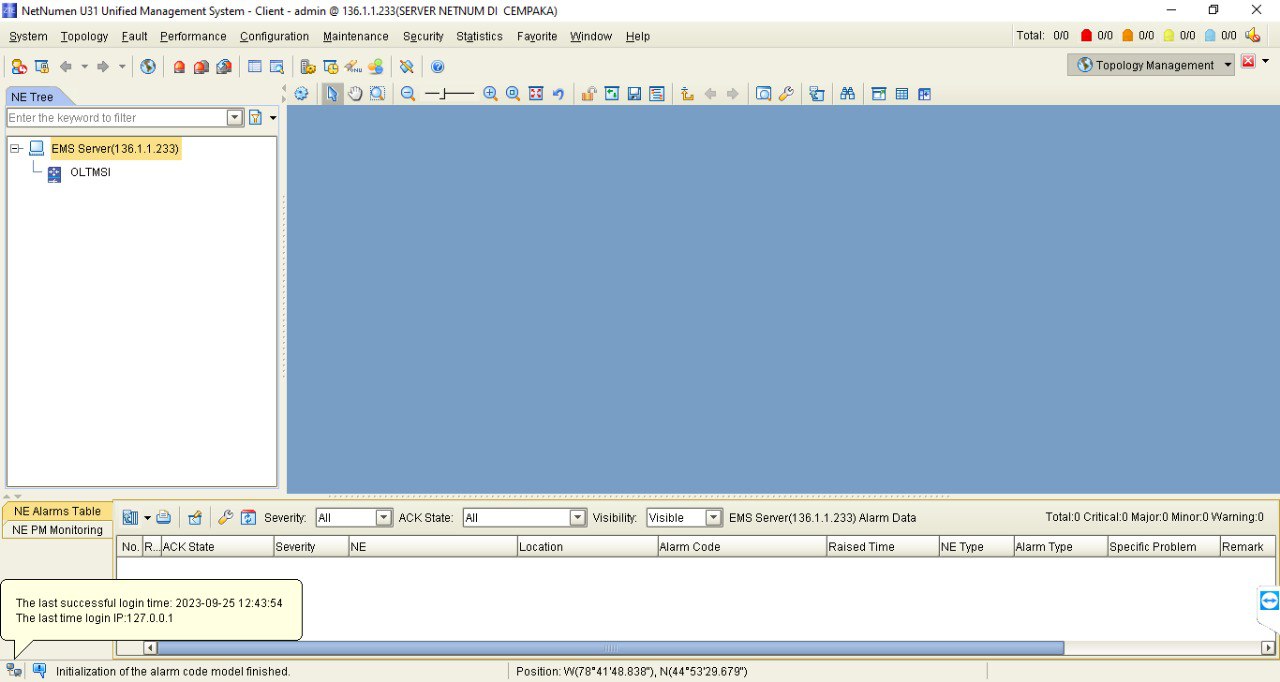 NetNumen U31 Unified Management System - Client - admin @ 136.1.1.233(SERVER NETNUM DI  CEMPAKA)
System Topology Fault Performance Configuration Maintenance Security Statistics Favorite Window Help
Total: 0/0 0/0 0/0 0/0 0/0
Topology Management
NE Tree
Enter the keyword to filter
EMS Server(136.1.1.233)
OLTMSI
NE Alarms Table
NE PM Monitoring
Severity: All ACK State: All Visibility: Visible EMS Server(136.1.1.233) Alarm Data Total:0 Critical:0 Major:0 Minor:0 Warning:0
No. R... ACK State Severity NE Location Alarm Code Raised Time NE Type Alarm Type Specific Problem Remark
The last successful login time: 2023-09-25 12:43:54
The last time login IP:127.0.0.1
Initialization of the alarm code model finished.
Position: W(78°41'48.838"), N(44°53'29.679")